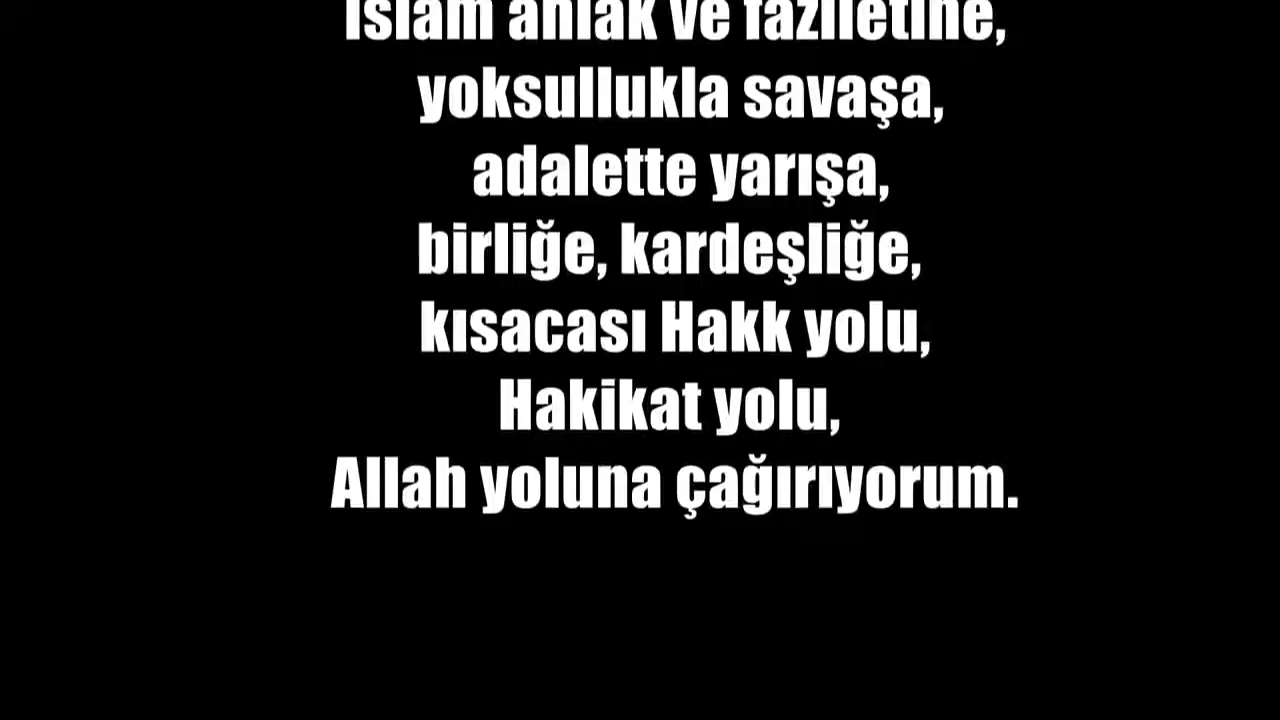 İslam ahlak ve faziletine,
yoksullukla savaşa,
adalette yarışa,
birliğe, kardeşliğe,
kısacası Hakk yolu,
Hakikat yolu,
Allah yoluna çağırıyorum.